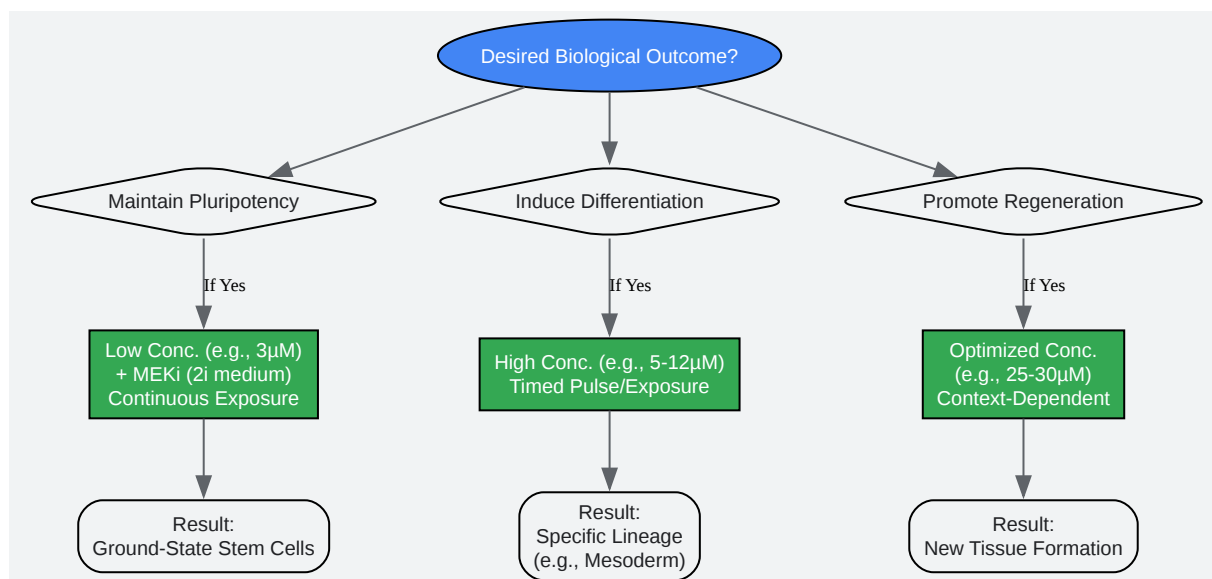 Desired Biological Outcome?
Maintain Pluripotency
Induce Differentiation
Promote Regeneration
If Yes
If Yes
If Yes
Low Conc. (e.g., 3µM)
+ MEKi (2i medium)
Continuous Exposure
High Conc. (e.g., 5-12µM)
Timed Pulse/Exposure
Optimized Conc.
(e.g., 25-30µM)
Context-Dependent
Result:
Ground-State Stem Cells
Result:
Specific Lineage
(e.g., Mesoderm)
Result:
New Tissue Formation